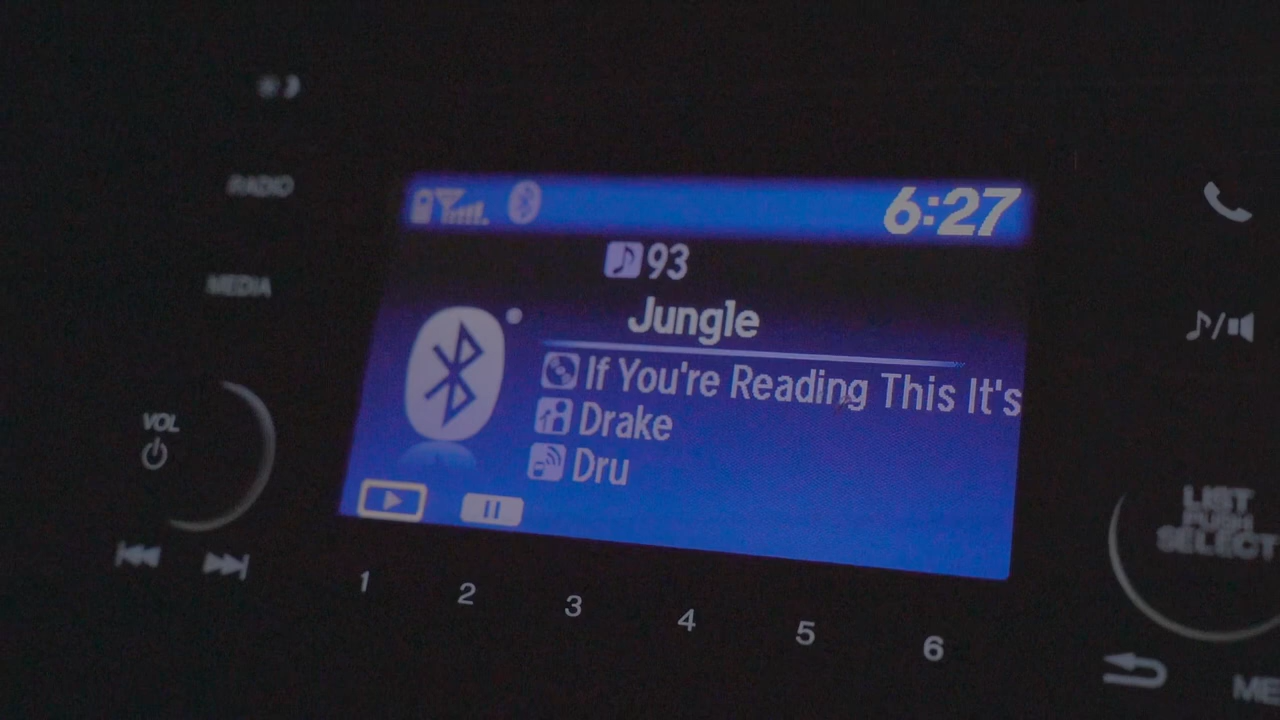 RADIO
6:27
93
MEDIA
Jungle
If You're Reading This It's
Drake
VOL
Dru
LIST
PUSH
SELECT
1 2 3 4 5 6
ME